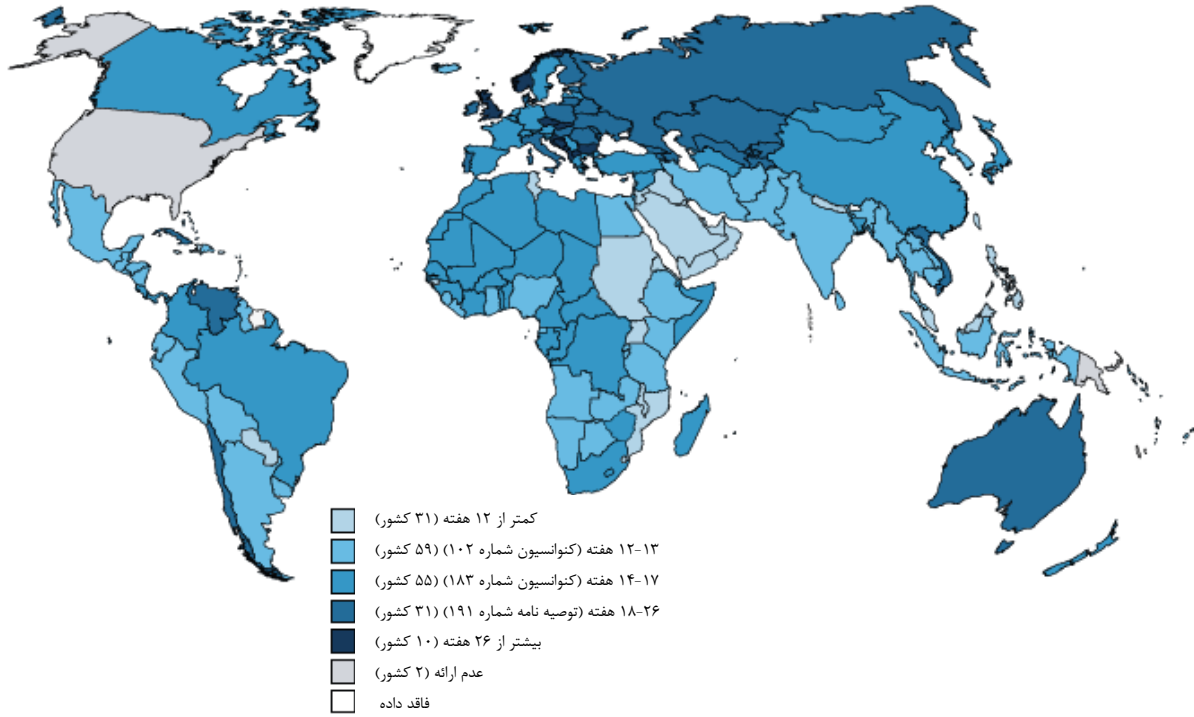 کمتر از ۱۲ هفته (۳۱ کشور)
۱۲-۱۳ هفته (کنوانسیون شماره ۱۰۲) (۵۹ کشور)
۱۴-۱۷ هفته (کنوانسیون شماره ۱۸۳) (۵۵ کشور)
۱۸-۲۶ هفته (توصیه نامه شماره ۱۹۱) (۳۱ کشور)
بیشتر از ۲۶ هفته (۱۰ کشور)
عدم ارائه (۲ کشور)
فاقد داده